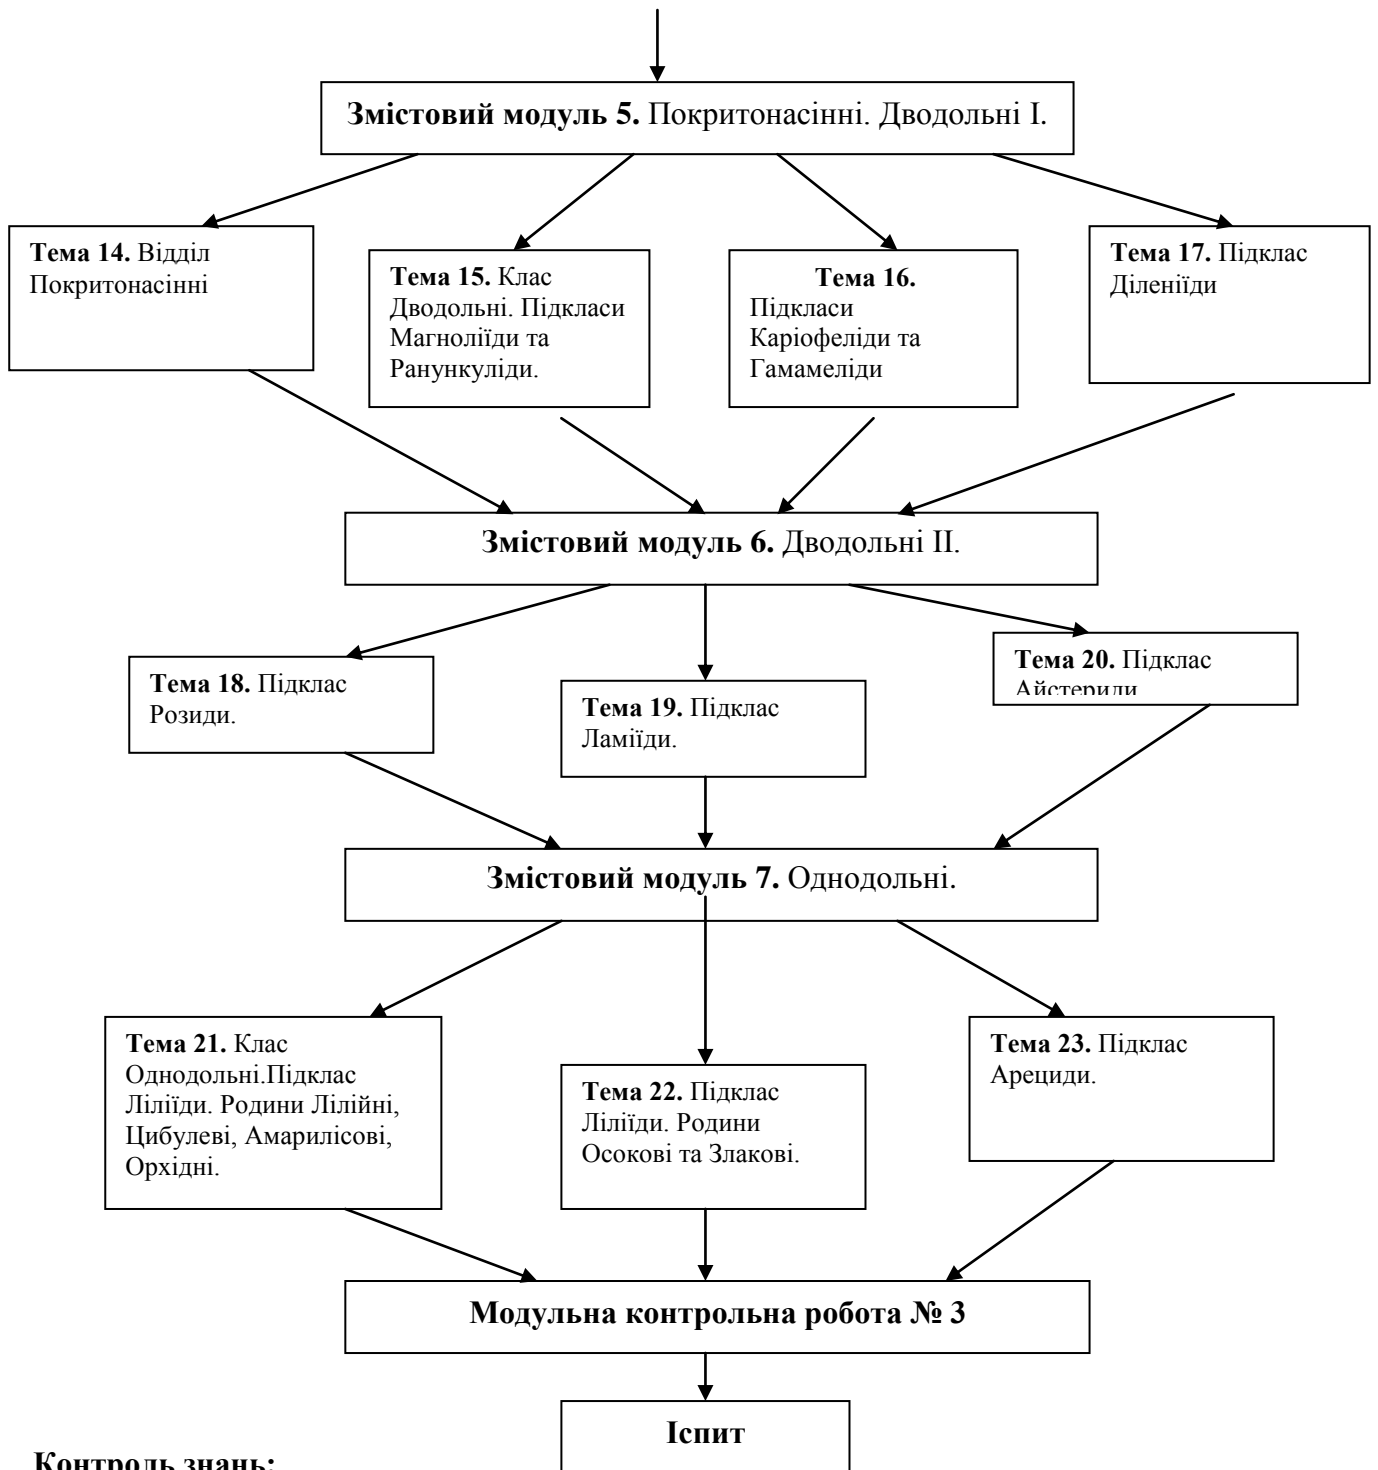 Змістовий модуль 5. Покритонасінні. Дводольні І.
Тема 14. Відділ
Покритонасінні
Тема 15. Клас
Дводольні. Підкласи
Магноліїди та
Ранункуліди.
Тема 16.
Підкласи
Каріофеліди та
Гамамеліди
Тема 17. Підклас
Діленіїди
Змістовий модуль 6. Дводольні ІІ.
Тема 18. Підклас
Розиди.
Тема 19. Підклас
Ламіїди.
Тема 20. Підклас
Айстериди
Змістовий модуль 7. Однодольні.
Тема 21. Клас
Однодольні.Підклас
Ліліїди. Родини Лілійні,
Цибулеві, Амарилісові,
Орхідні.
Тема 22. Підклас
Ліліїди. Родини
Осокові та Злакові.
Тема 23. Підклас
Арециди.
Модульна контрольна робота № 3
Іспит
Контроль знань: